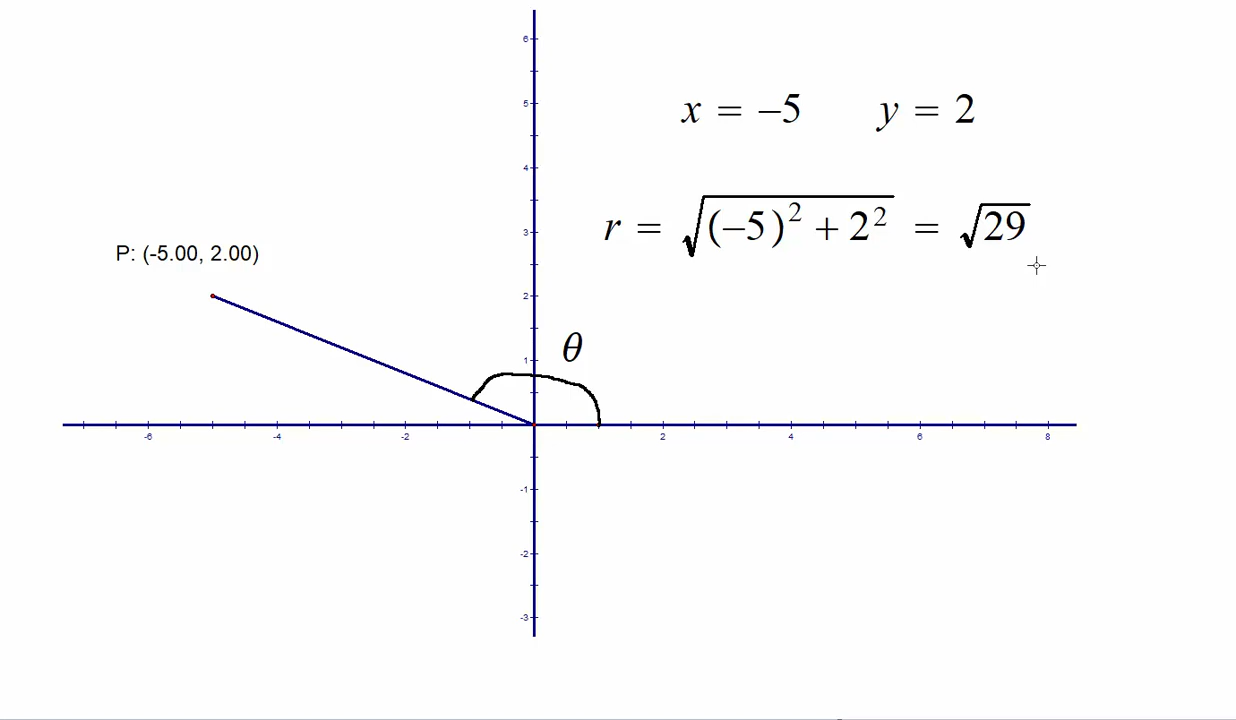 6
x = −5 y = 2
5
4
r = √((−5)² + 2²) = √29
3
P: (-5.00, 2.00)
2
θ
1
-6 -4 -2 2 4 6 8
-1
-2
-3